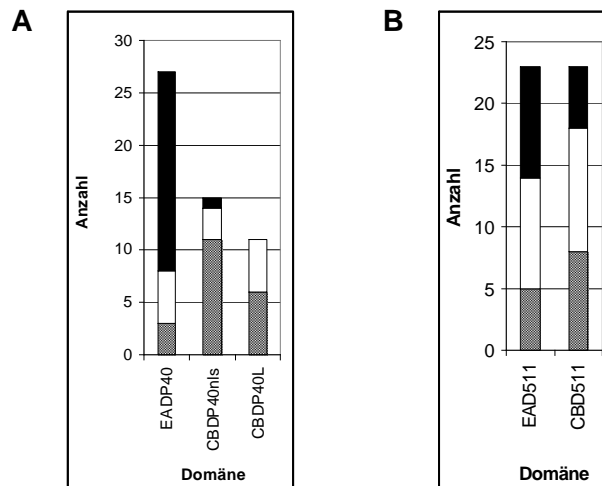 A
Anzahl
30
25
20
15
10
5
0
EADP40
CBDP40nls
CBDP40L
Domäne
B
Anzahl
25
20
15
10
5
0
EAD511
CBD511
Domäne